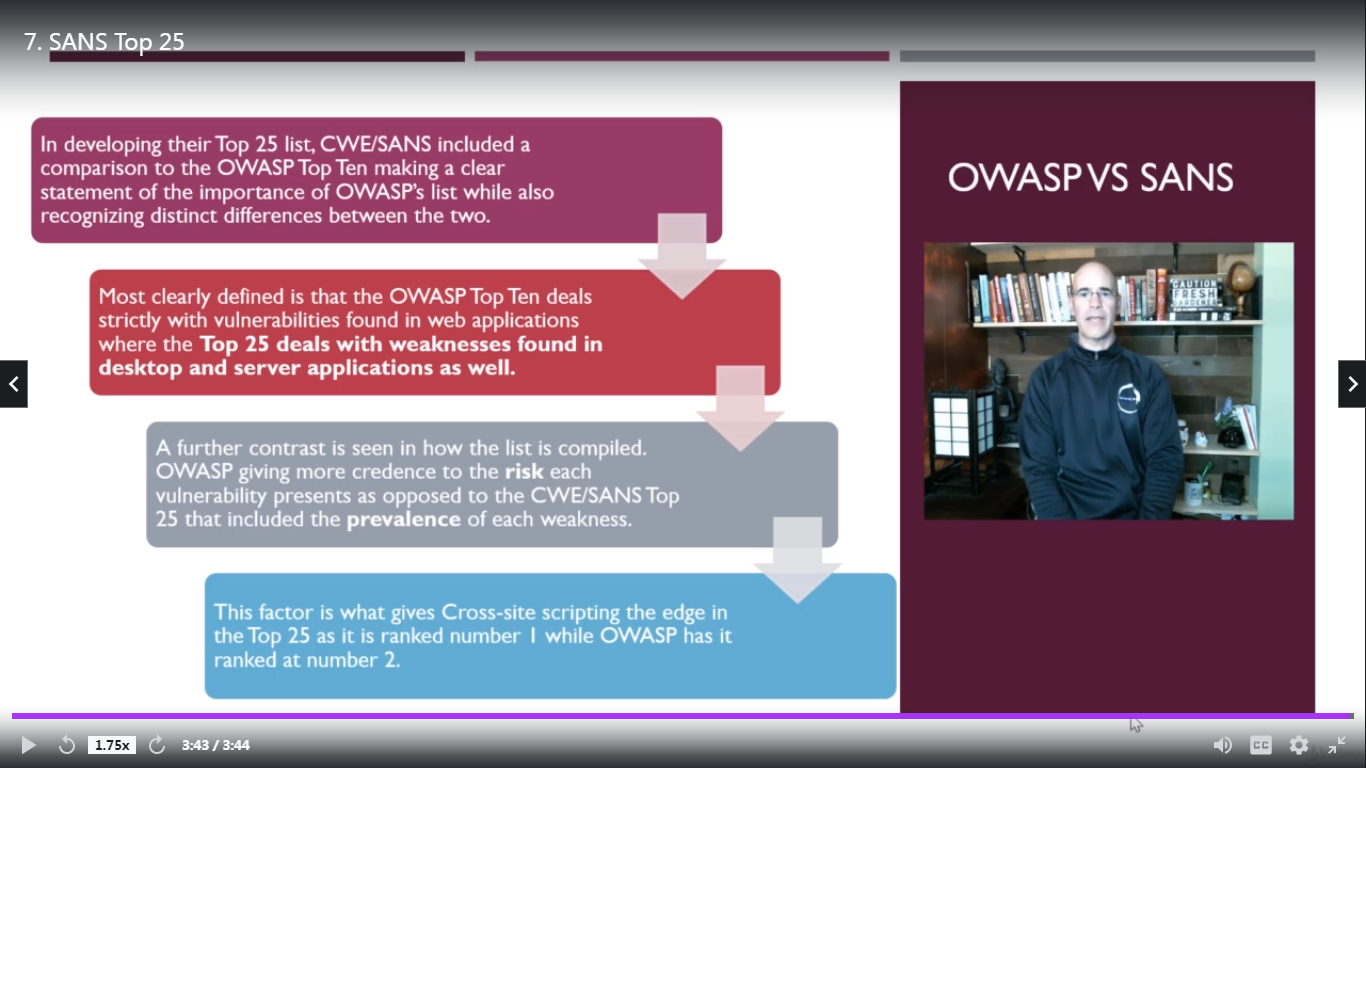 7. SANS Top 25
In developing their Top 25 list, CWE/SANS included a
comparison to the OWASP Top Ten making a clear
statement of the importance of OWASP's list while also
recognizing distinct differences between the two.
Most clearly defined is that the OWASP Top Ten deals
strictly with vulnerabilities found in web applications
where the Top 25 deals with weaknesses found in
desktop and server applications as well.
A further contrast is seen in how the list is compiled.
OWASP giving more credence to the risk each
vulnerability presents as opposed to the CWE/SANS Top
25 that included the prevalence of each weakness.
This factor is what gives Cross-site scripting the edge in
the Top 25 as it is ranked number 1 while OWASP has it
ranked at number 2.
OWASP VS SANS
CAUTION
FRESH
GARDENER
1.75x
3:43 / 3:44
CC